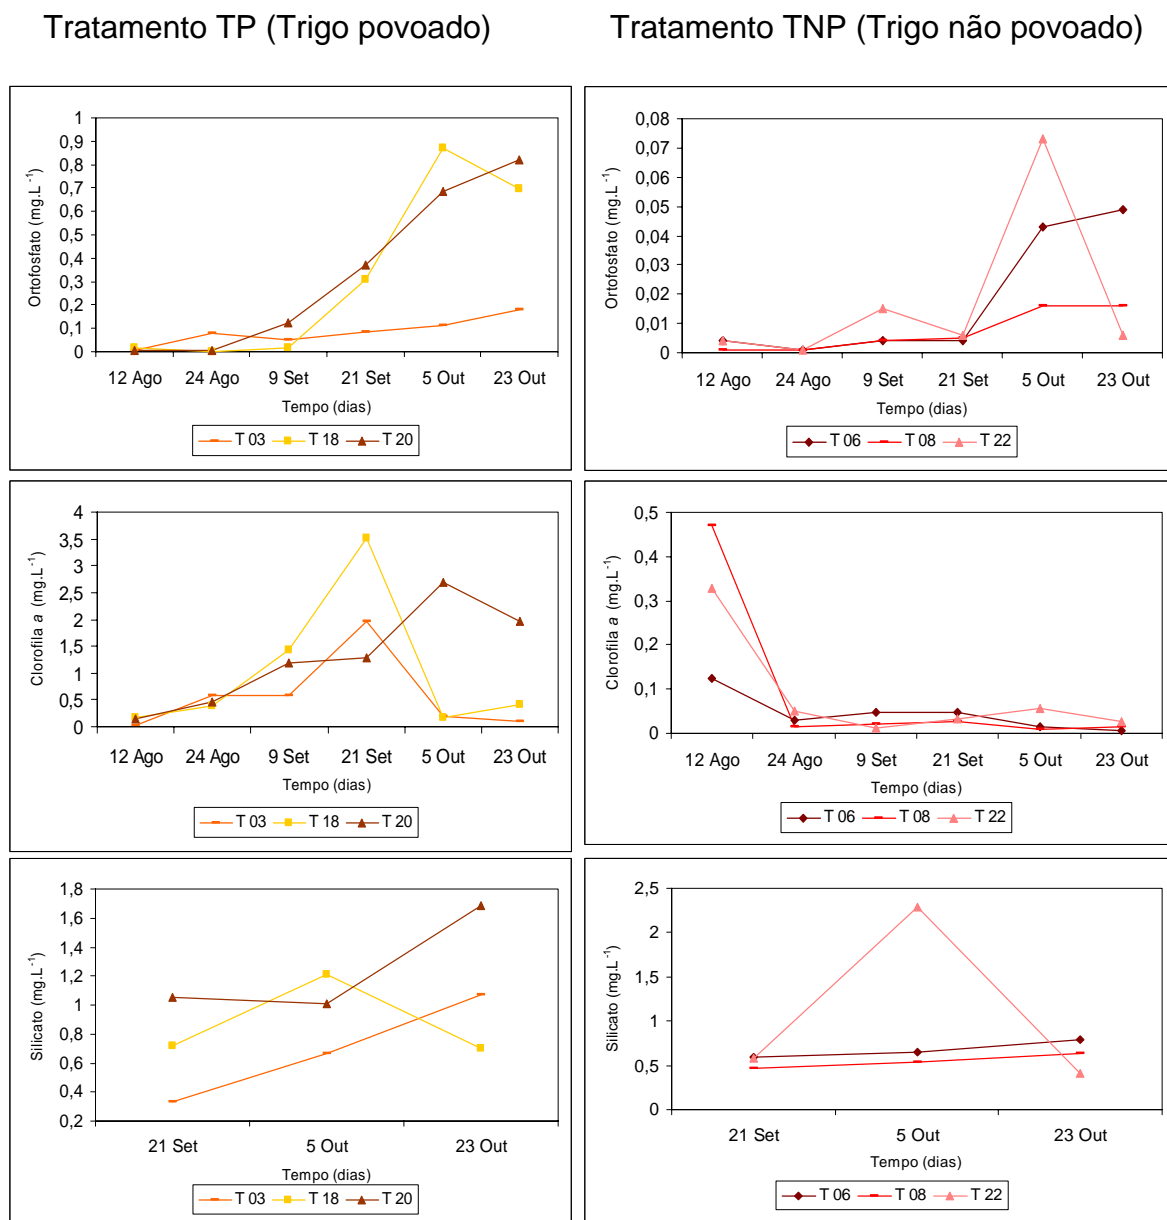 Tratamento TP (Trigo povoado)
Tratamento TNP (Trigo não povoado)
Ortofosfato (mg.L⁻¹)
1
0,9
0,8
0,7
0,6
0,5
0,4
0,3
0,2
0,1
0
12 Ago 24 Ago 9 Set 21 Set 5 Out 23 Out
Tempo (dias)
T 03 T 18 T 20
Ortofosfato (mg.L⁻¹)
0,08
0,07
0,06
0,05
0,04
0,03
0,02
0,01
0
12 Ago 24 Ago 9 Set 21 Set 5 Out 23 Out
Tempo (dias)
T 06 T 08 T 22
Clorofila a (mg.L⁻¹)
4
3,5
3
2,5
2
1,5
1
0,5
0
12 Ago 24 Ago 9 Set 21 Set 5 Out 23 Out
Tempo (dias)
T 03 T 18 T 20
Clorofila a (mg.L⁻¹)
0,5
0,4
0,3
0,2
0,1
0
12 Ago 24 Ago 9 Set 21 Set 5 Out 23 Out
Tempo (dias)
T 06 T 08 T 22
Silicato (mg.L⁻¹)
1,8
1,6
1,4
1,2
1
0,8
0,6
0,4
0,2
21 Set 5 Out 23 Out
Tempo (dias)
T 03 T 18 T 20
Silicato (mg.L⁻¹)
2,5
2
1,5
1
0,5
0
21 Set 5 Out 23 Out
Tempo (dias)
T 06 T 08 T 22